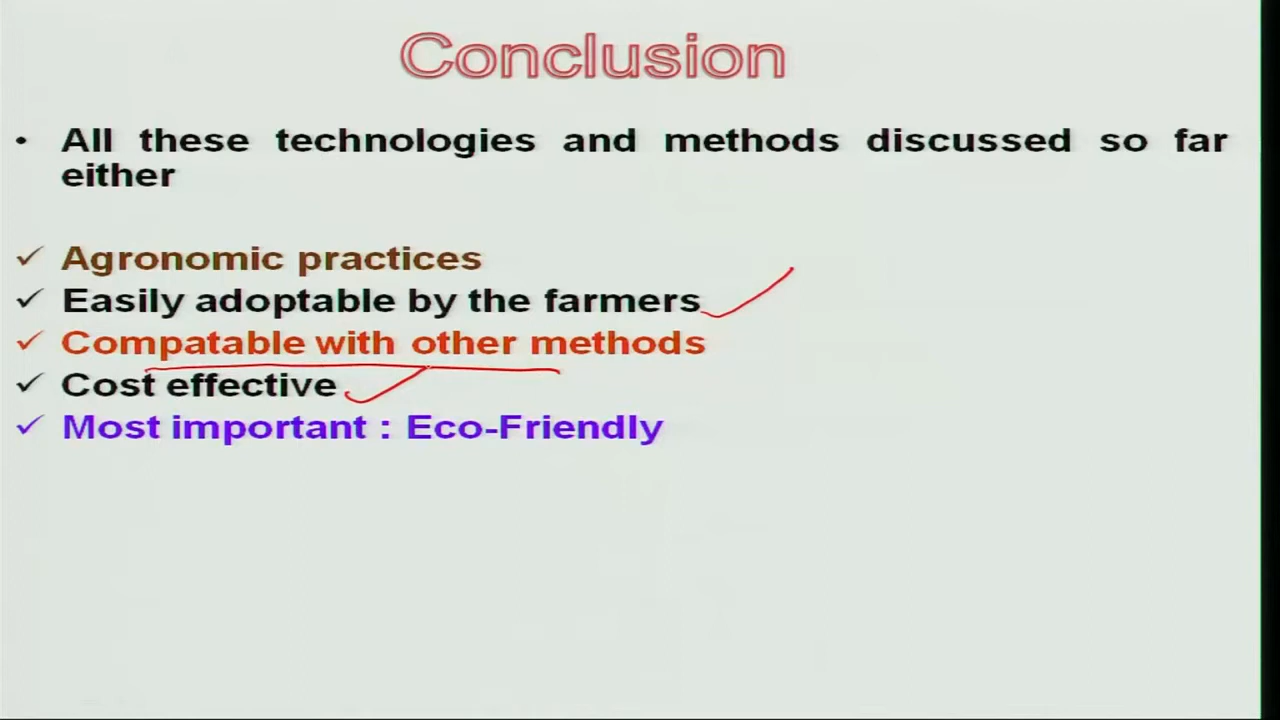 Conclusion
• All these technologies and methods discussed so far
either
✓ Agronomic practices
✓ Easily adoptable by the farmers
✓ Compatable with other methods
✓ Cost effective
✓ Most important : Eco-Friendly